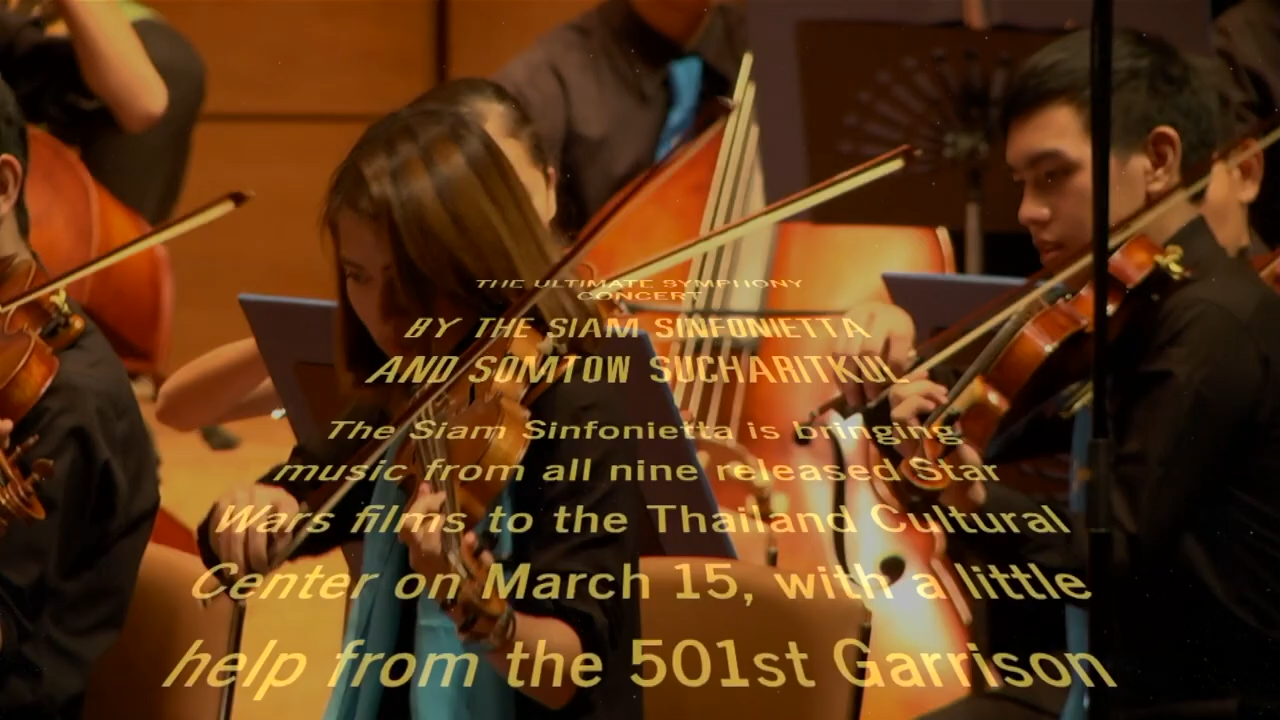 THE ULTIMATE SYMPHONY
CONCERT
BY THE SIAM SINFONIETTA
AND SOMTOW SUCHARITKUL
The Siam Sinfonietta is bringing
music from all nine released Star
Wars films to the Thailand Cultural
Center on March 15, with a little
help from the 501st Garrison